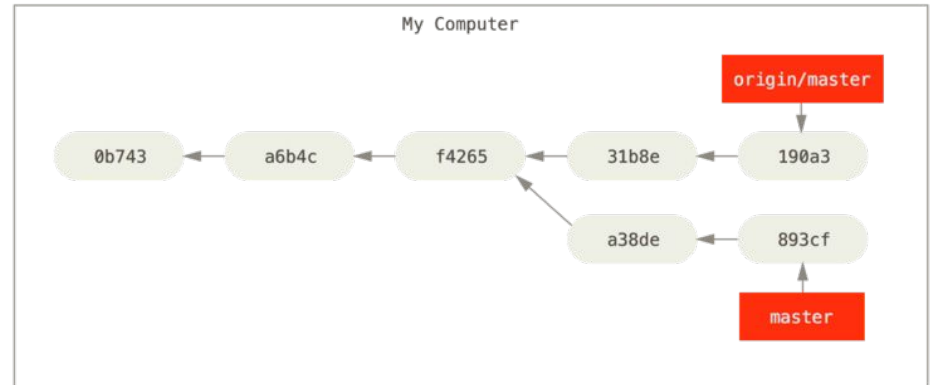 My Computer
origin/master
0b743
a6b4c
f4265
31b8e
190a3
a38de
893cf
master